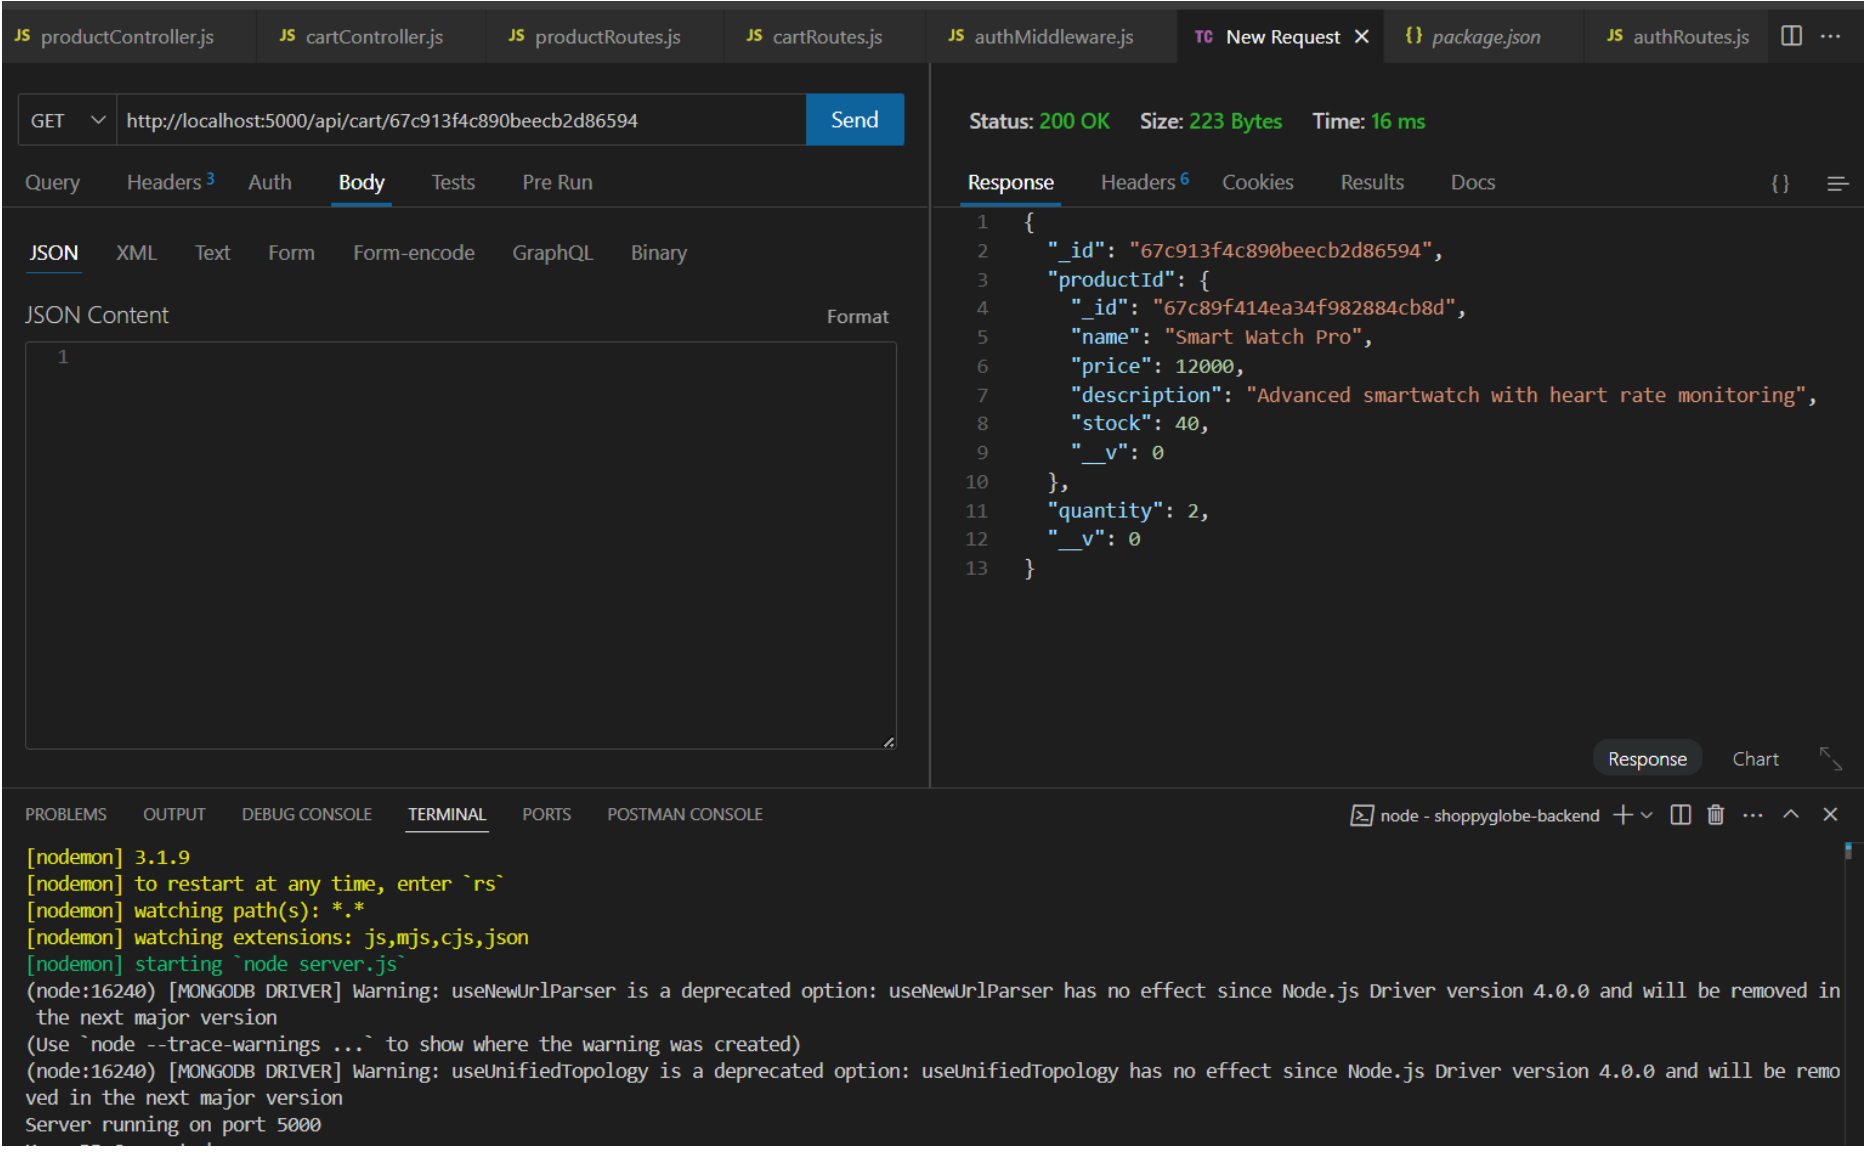 JS productController.js JS cartController.js JS productRoutes.js JS cartRoutes.js JS authMiddleware.js TC New Request {} package.json JS authRoutes.js
GET http://localhost:5000/api/cart/67c913f4c890beecb2d86594 Send
Query Headers 3 Auth Body Tests Pre Run
JSON XML Text Form Form-encode GraphQL Binary
JSON Content Format
1
Status: 200 OK Size: 223 Bytes Time: 16 ms
Response Headers 6 Cookies Results Docs {}
1 {
2 "_id": "67c913f4c890beecb2d86594",
3 "productId": {
4 "_id": "67c89f414ea34f982884cb8d",
5 "name": "Smart Watch Pro",
6 "price": 12000,
7 "description": "Advanced smartwatch with heart rate monitoring",
8 "stock": 40,
9 "__v": 0
10 },
11 "quantity": 2,
12 "__v": 0
13 }
Response Chart
PROBLEMS OUTPUT DEBUG CONSOLE TERMINAL PORTS POSTMAN CONSOLE node - shoppyglobe-backend
[nodemon] 3.1.9
[nodemon] to restart at any time, enter `rs`
[nodemon] watching path(s): *.*
[nodemon] watching extensions: js,mjs,cjs,json
[nodemon] starting `node server.js`
(node:16240) [MONGODB DRIVER] Warning: useNewUrlParser is a deprecated option: useNewUrlParser has no effect since Node.js Driver version 4.0.0 and will be removed in
the next major version
(Use `node --trace-warnings ...` to show where the warning was created)
(node:16240) [MONGODB DRIVER] Warning: useUnifiedTopology is a deprecated option: useUnifiedTopology has no effect since Node.js Driver version 4.0.0 and will be remo
ved in the next major version
Server running on port 5000